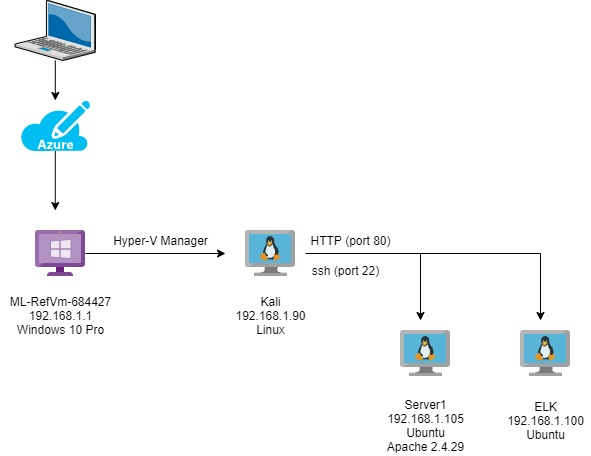 Azure
Hyper-V Manager
HTTP (port 80)
ssh (port 22)
ML-RefVm-684427
192.168.1.1
Windows 10 Pro
Kali
192.168.1.90
Linux
Server1
192.168.1.105
Ubuntu
Apache 2.4.29
ELK
192.168.1.100
Ubuntu